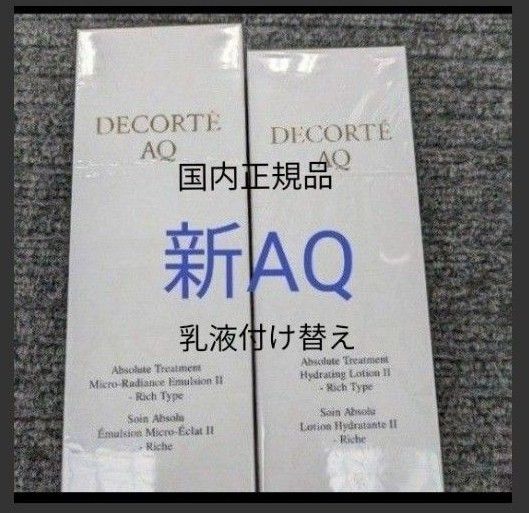 DECORTÉ
AQ
DECORTÉ
AQ
国内正規品
新AQ
乳液付け替え
Absolute Treatment
Micro-Radiance Emulsion II
- Rich Type
Soin Absolu
Émulsion Micro-Éclat II
- Riche
Absolute Treatment
Hydrating Lotion II
- Rich Type
Soin Absolu
Lotion Hydratante II
- Riche